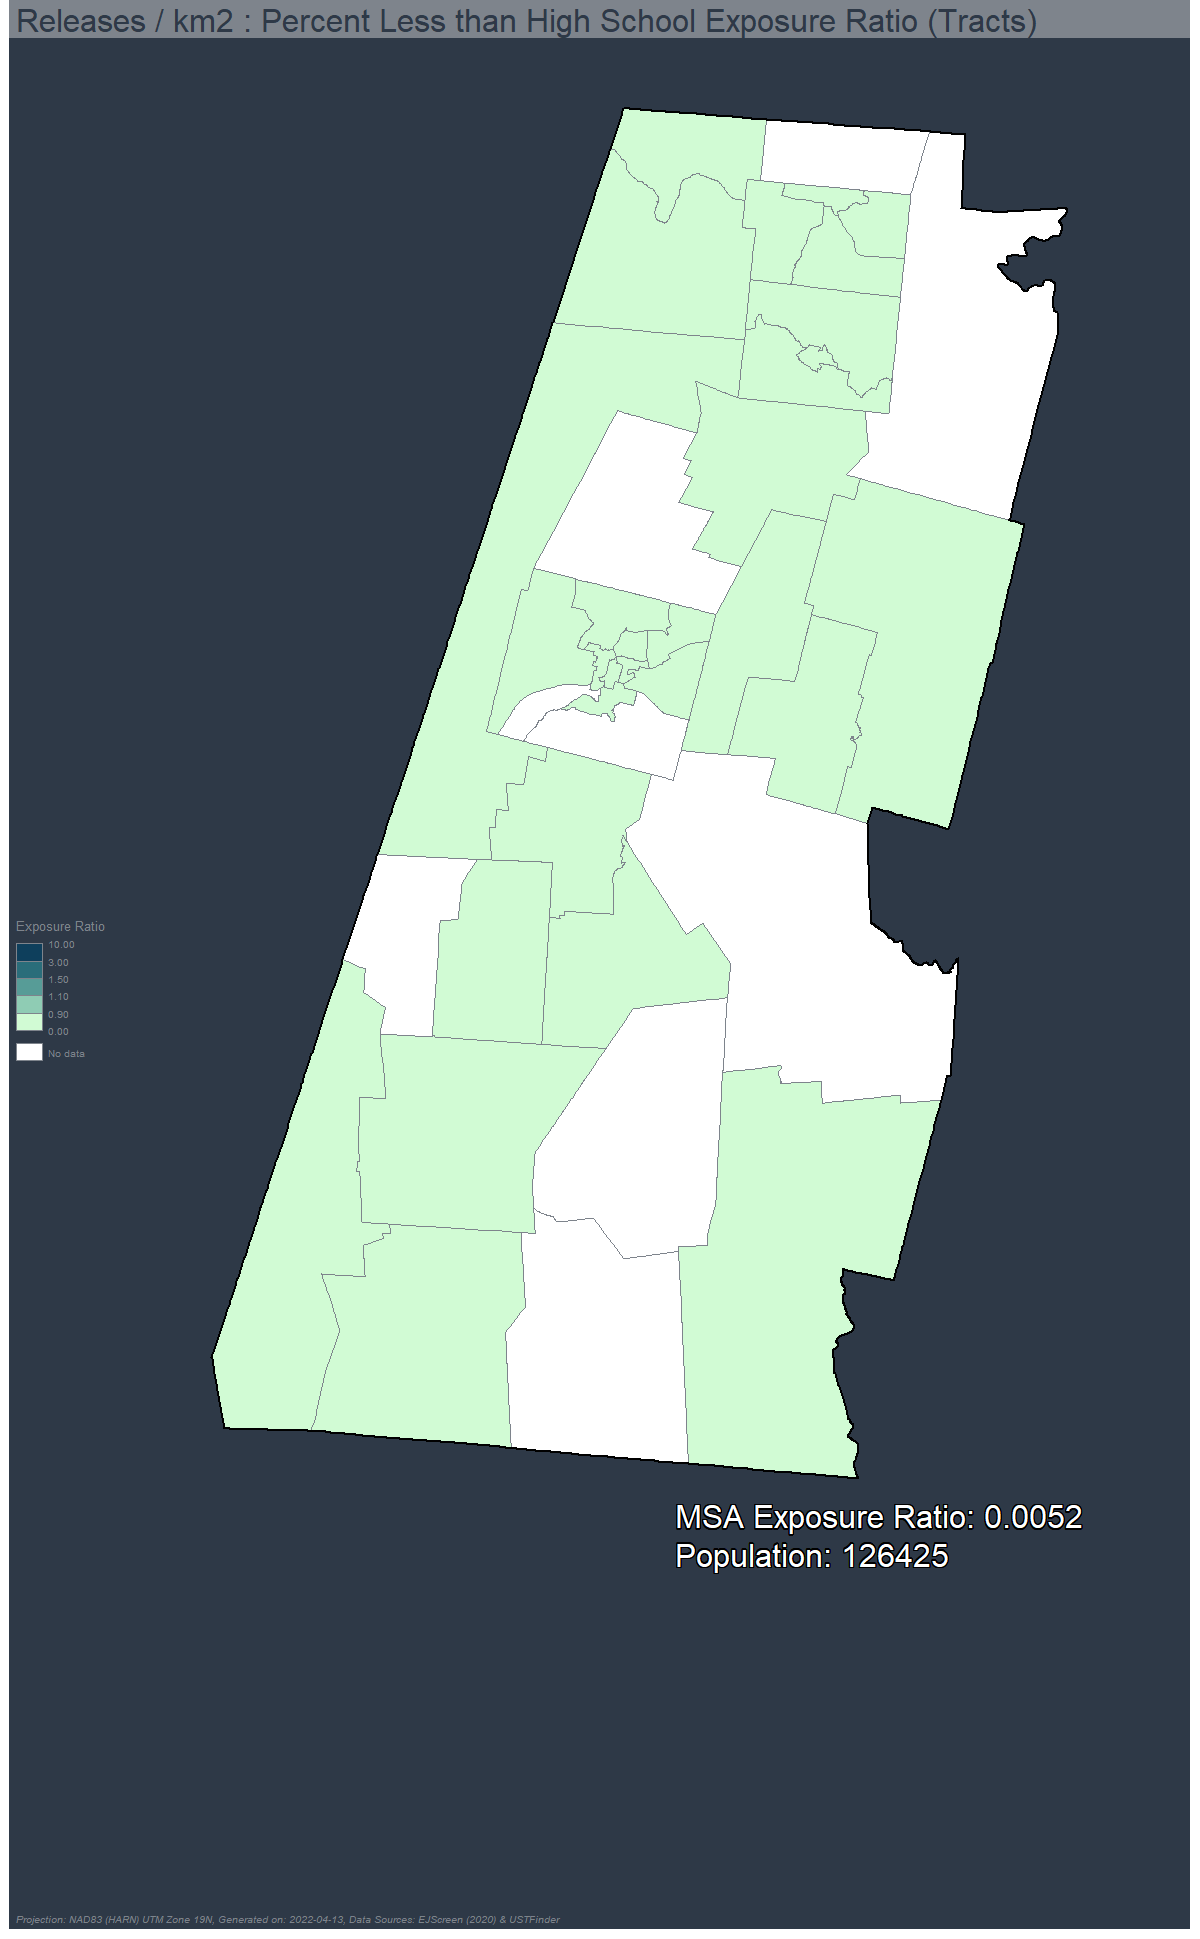 Releases / km2 : Percent Less than High School Exposure Ratio (Tracts)
Exposure Ratio
10.00
3.00
1.50
1.10
0.90
0.00
No data
MSA Exposure Ratio: 0.0052
Population: 126425
Projection: NAD83 (HARN) UTM Zone 19N, Generated on: 2022-04-13, Data Sources: EJScreen (2020) & USTFinder